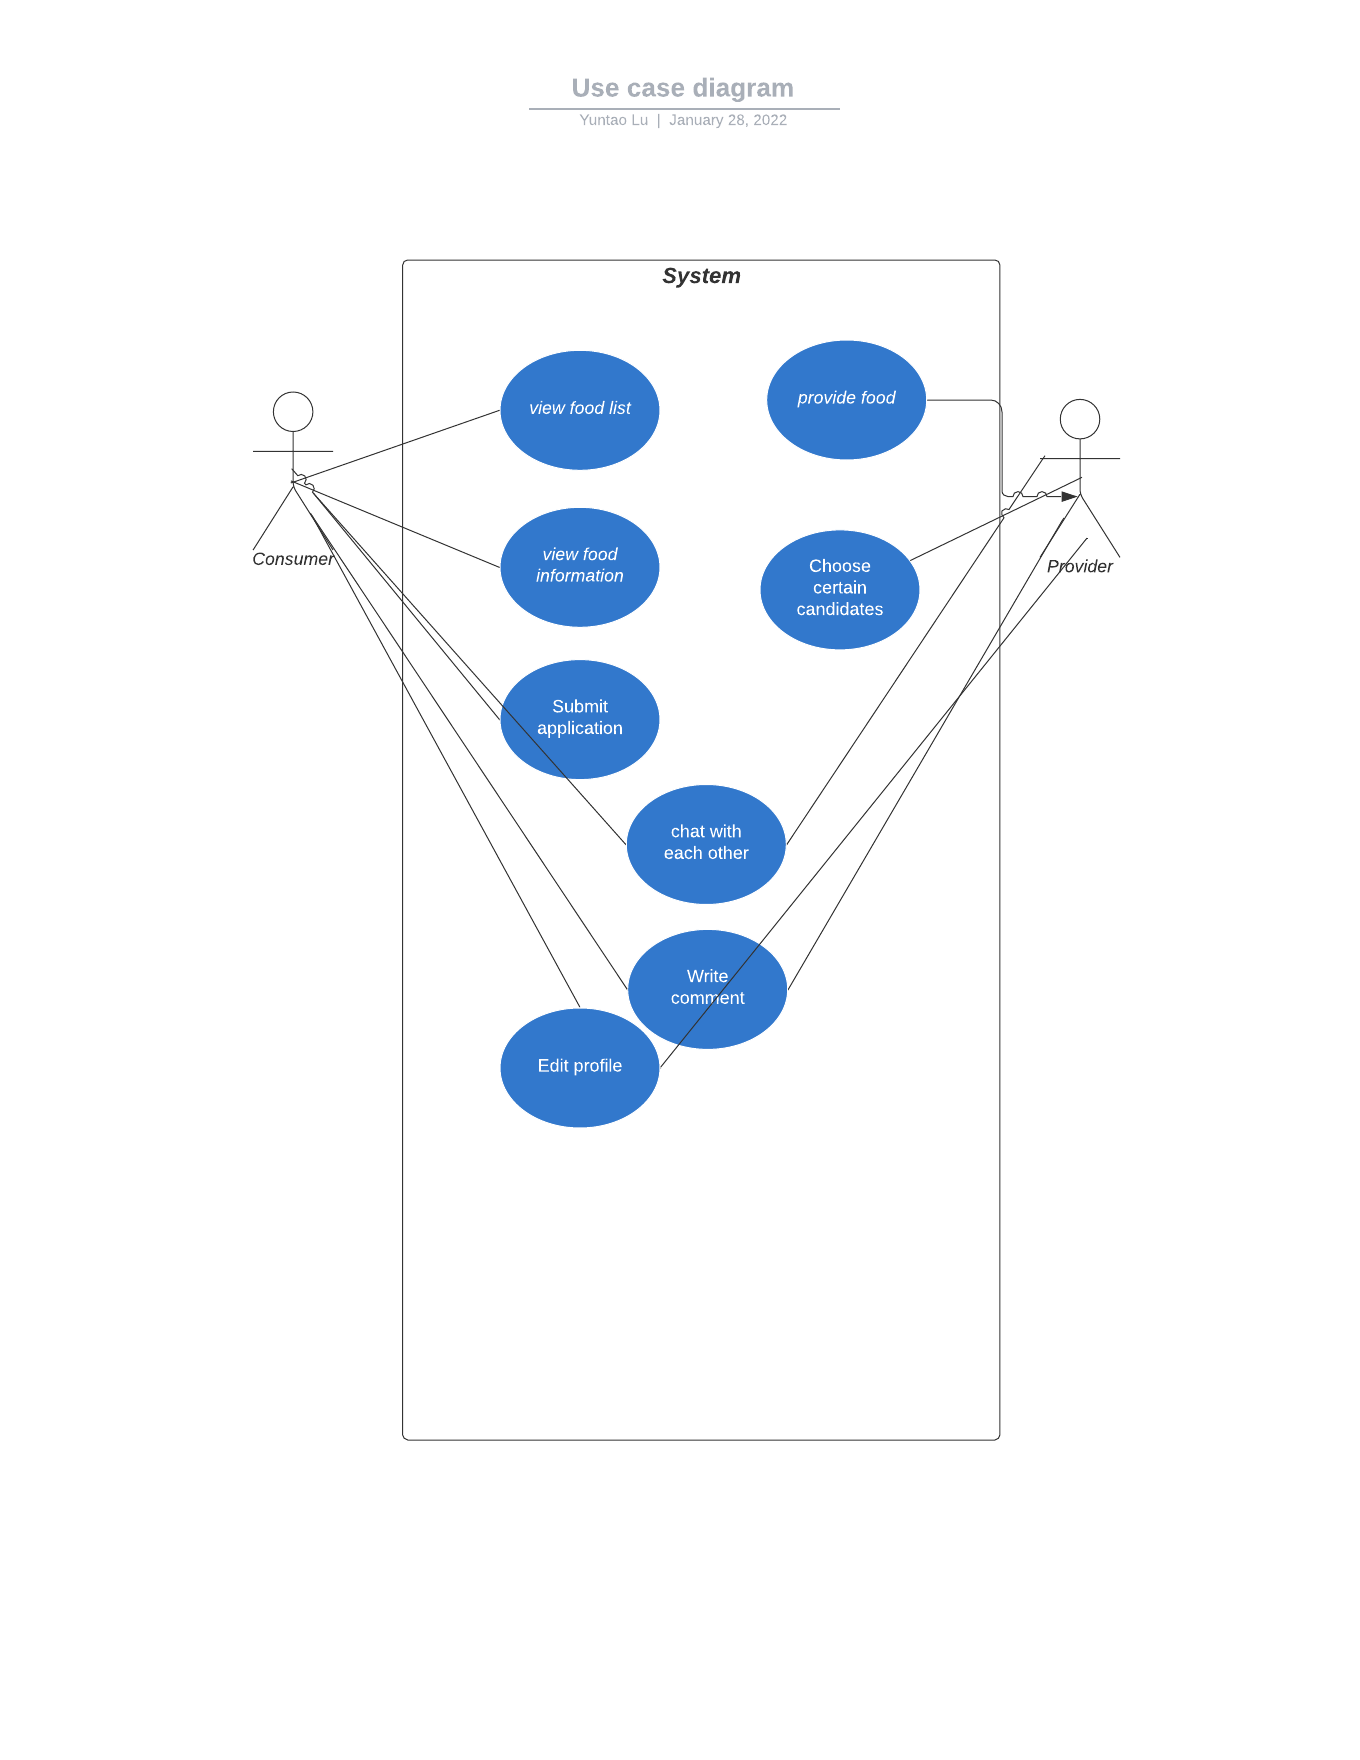 Use case diagram
Yuntao Lu | January 28, 2022
System
view food list
provide food
view food
information
Choose
certain
candidates
Consumer
Provider
Submit
application
chat with
each other
Write
comment
Edit profile